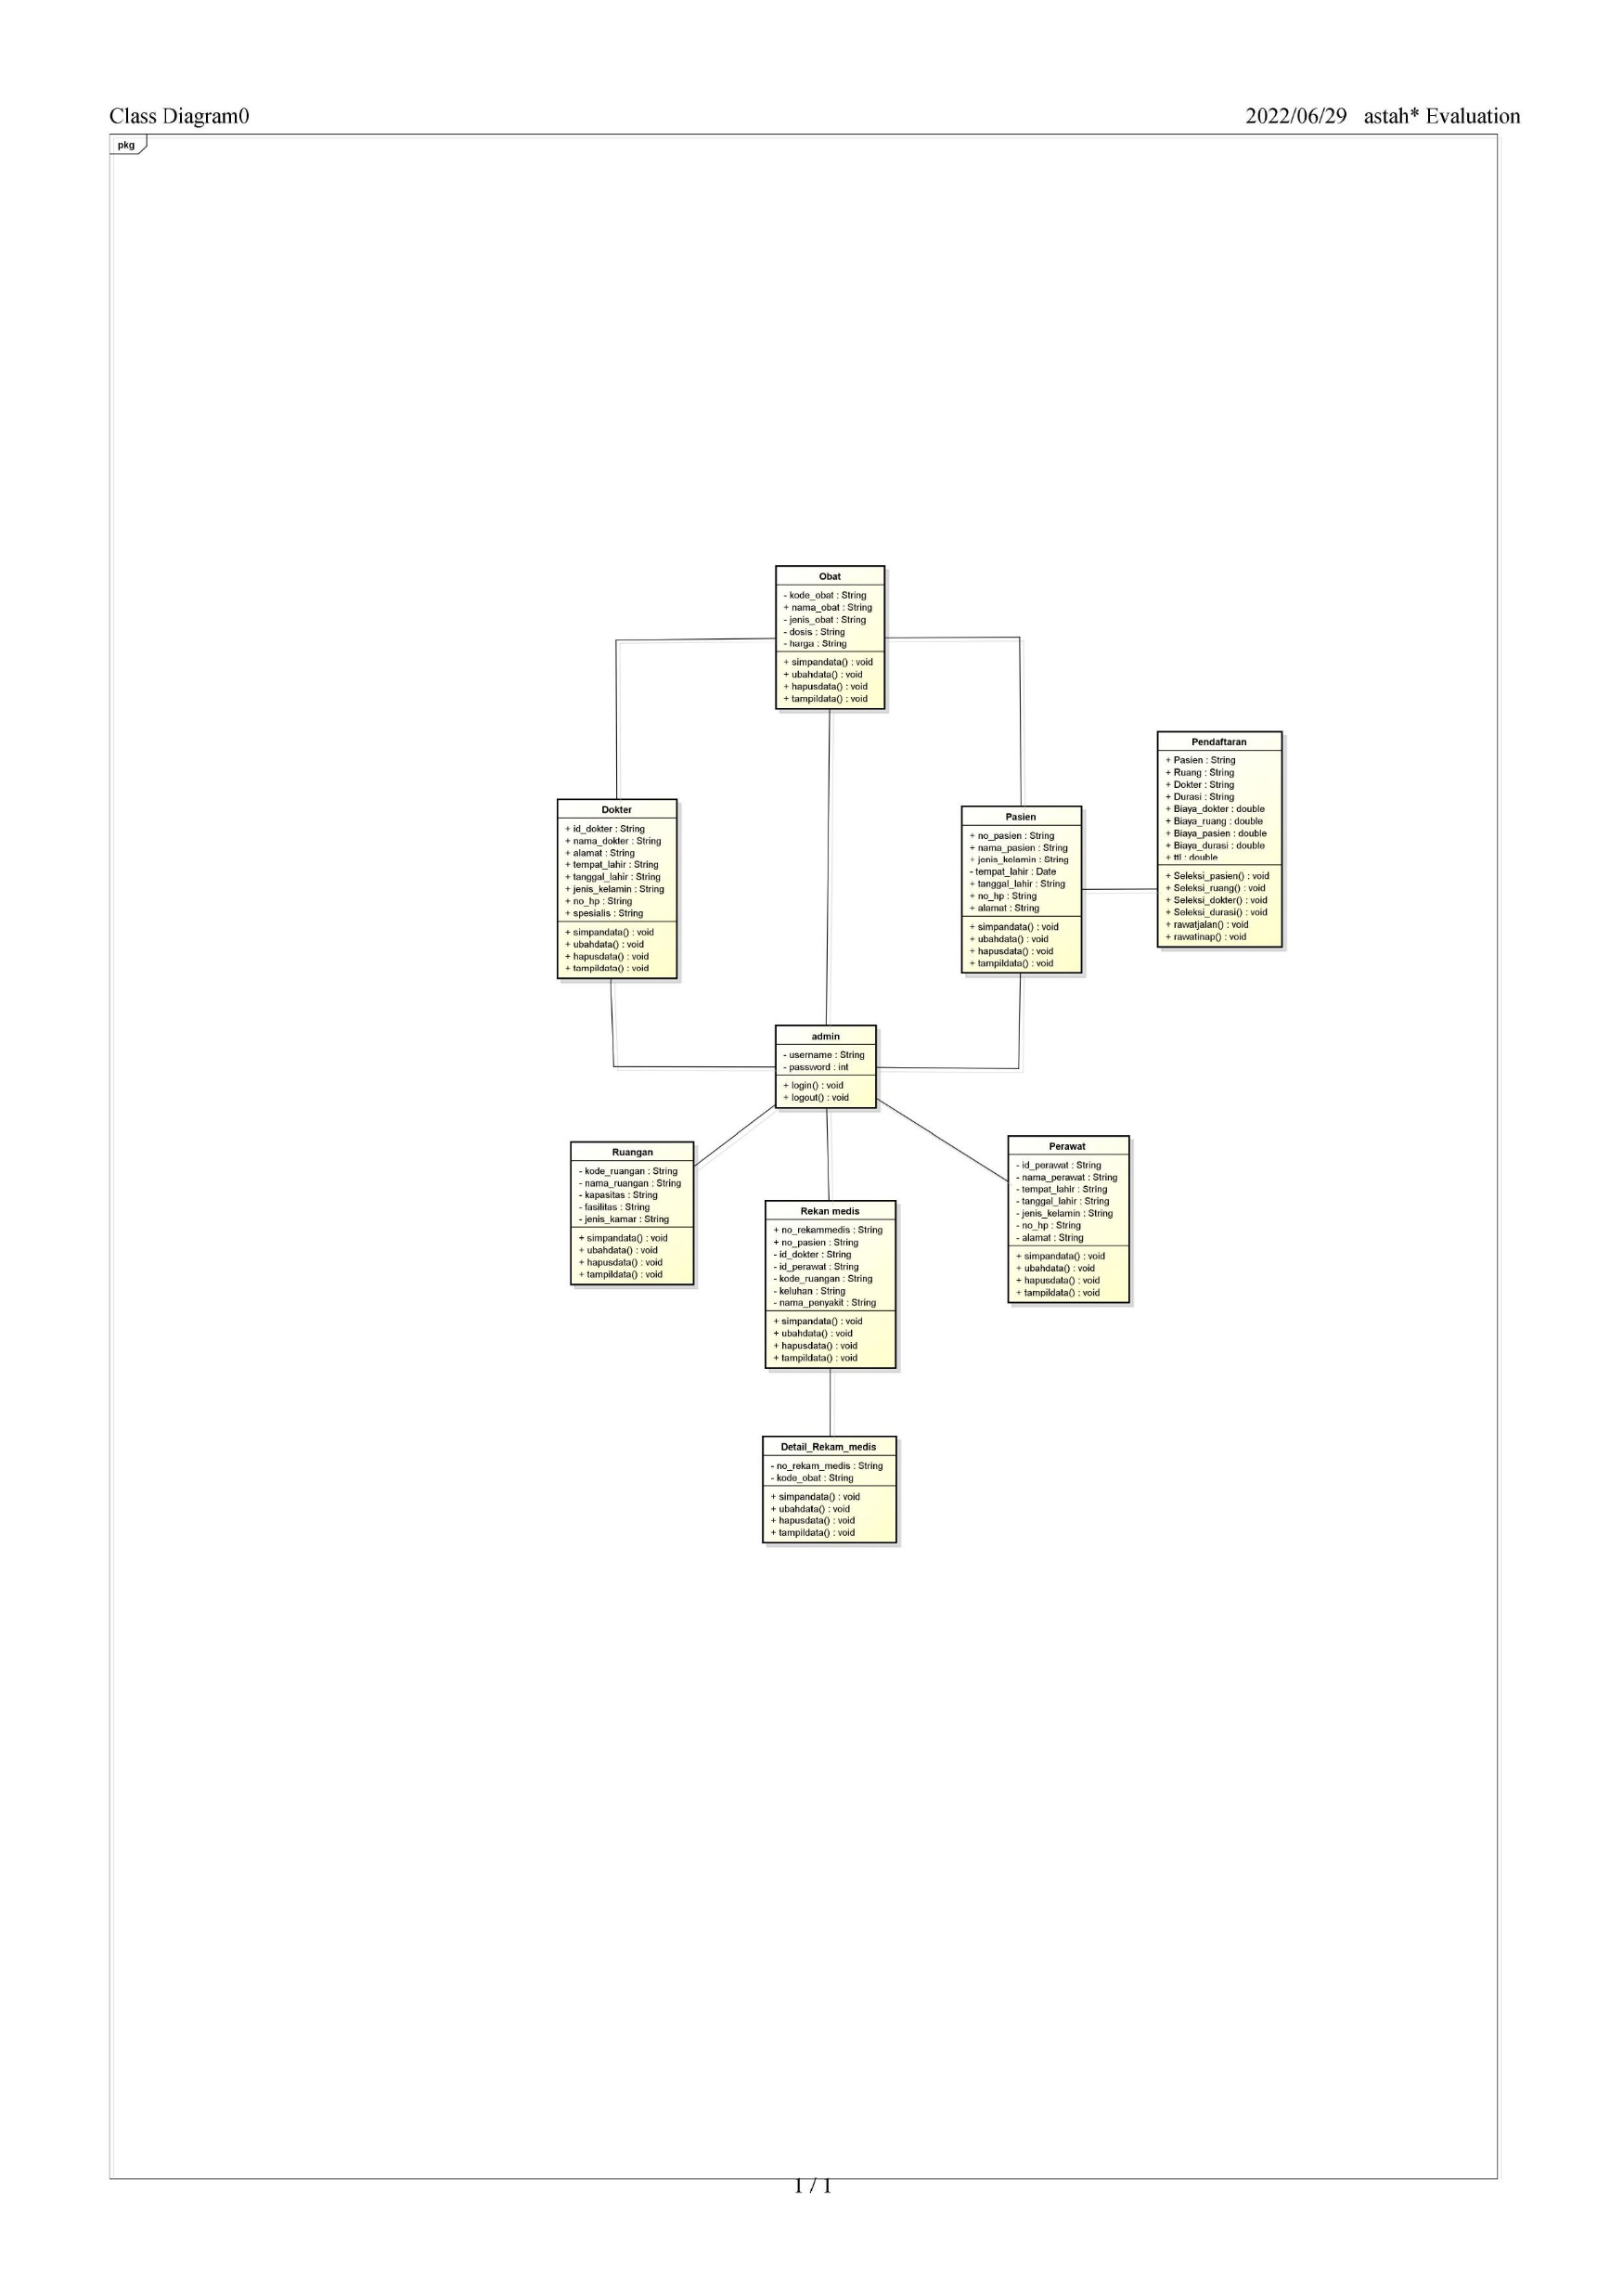 Class Diagram0
2022/06/29 astah* Evaluation
pkg
Obat
- kode_obat : String
+ nama_obat : String
- jenis_obat : String
- dosis : String
- harga : String
+ simpandata() : void
+ ubahdata() : void
+ hapusdata() : void
+ tampildata() : void
Pendaftaran
+ Pasien : String
+ Ruang : String
+ Dokter : String
+ Durasi : String
+ Biaya_dokter : double
+ Biaya_ruang : double
+ Biaya_pasien : double
+ Biaya_durasi : double
+ ttl : double
+ Seleksi_pasien() : void
+ Seleksi_ruang() : void
+ Seleksi_dokter() : void
+ Seleksi_durasi() : void
+ rawatjalan() : void
+ rawatinap() : void
Dokter
+ id_dokter : String
+ nama_dokter : String
+ alamat : String
+ tempat_lahir : String
+ tanggal_lahir : String
+ jenis_kelamin : String
+ no_hp : String
+ spesialis : String
+ simpandata() : void
+ ubahdata() : void
+ hapusdata() : void
+ tampildata() : void
Pasien
+ no_pasien : String
+ nama_pasien : String
+ jenis_kelamin : String
- tempat_lahir : Date
+ tanggal_lahir : String
+ no_hp : String
+ alamat : String
+ simpandata() : void
+ ubahdata() : void
+ hapusdata() : void
+ tampildata() : void
admin
- username : String
- password : int
+ login() : void
+ logout() : void
Ruangan
- kode_ruangan : String
- nama_ruangan : String
- kapasitas : String
- fasilitas : String
- jenis_kamar : String
+ simpandata() : void
+ ubahdata() : void
+ hapusdata() : void
+ tampildata() : void
Perawat
- id_perawat : String
- nama_perawat : String
- tempat_lahir : String
- tanggal_lahir : String
- jenis_kelamin : String
- no_hp : String
- alamat : String
+ simpandata() : void
+ ubahdata() : void
+ hapusdata() : void
+ tampildata() : void
Rekan medis
+ no_rekammedis : String
+ no_pasien : String
- id_dokter : String
- id_perawat : String
- kode_ruangan : String
- keluhan : String
- nama_penyakit : String
+ simpandata() : void
+ ubahdata() : void
+ hapusdata() : void
+ tampildata() : void
Detail_Rekam_medis
- no_rekam_medis : String
- kode_obat : String
+ simpandata() : void
+ ubahdata() : void
+ hapusdata() : void
+ tampildata() : void
1 / 1